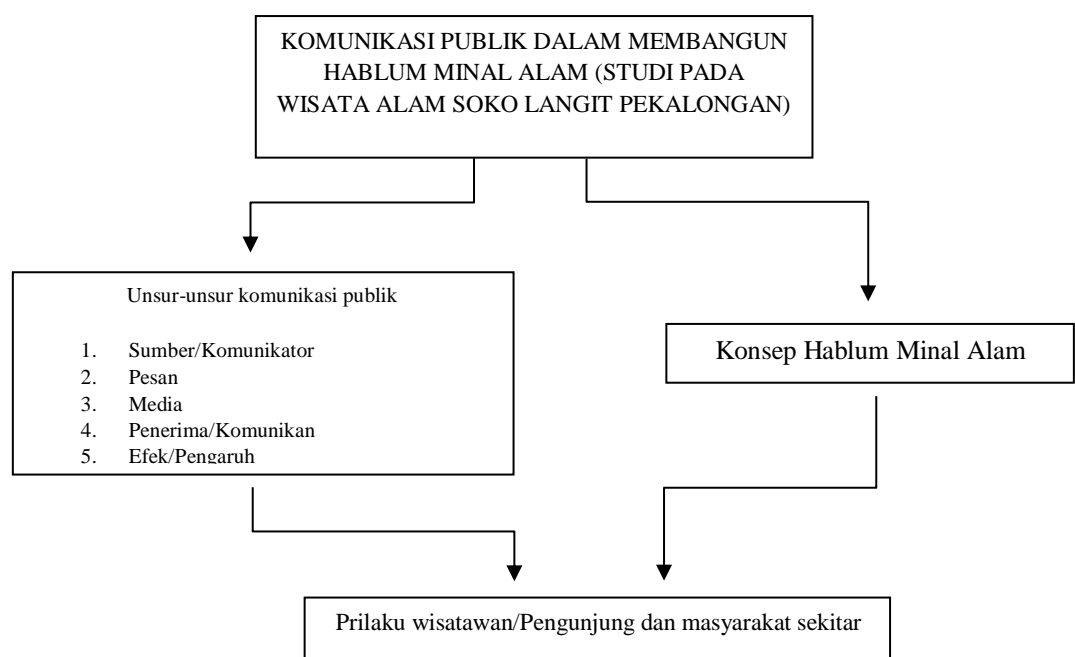 KOMUNIKASI PUBLIK DALAM MEMBANGUN
HABLUM MINAL ALAM (STUDI PADA
WISATA ALAM SOKO LANGIT PEKALONGAN)
Unsur-unsur komunikasi publik
1. Sumber/Komunikator
2. Pesan
3. Media
4. Penerima/Komunikan
5. Efek/Pengaruh
Konsep Hablum Minal Alam
Prilaku wisatawan/Pengunjung dan masyarakat sekitar